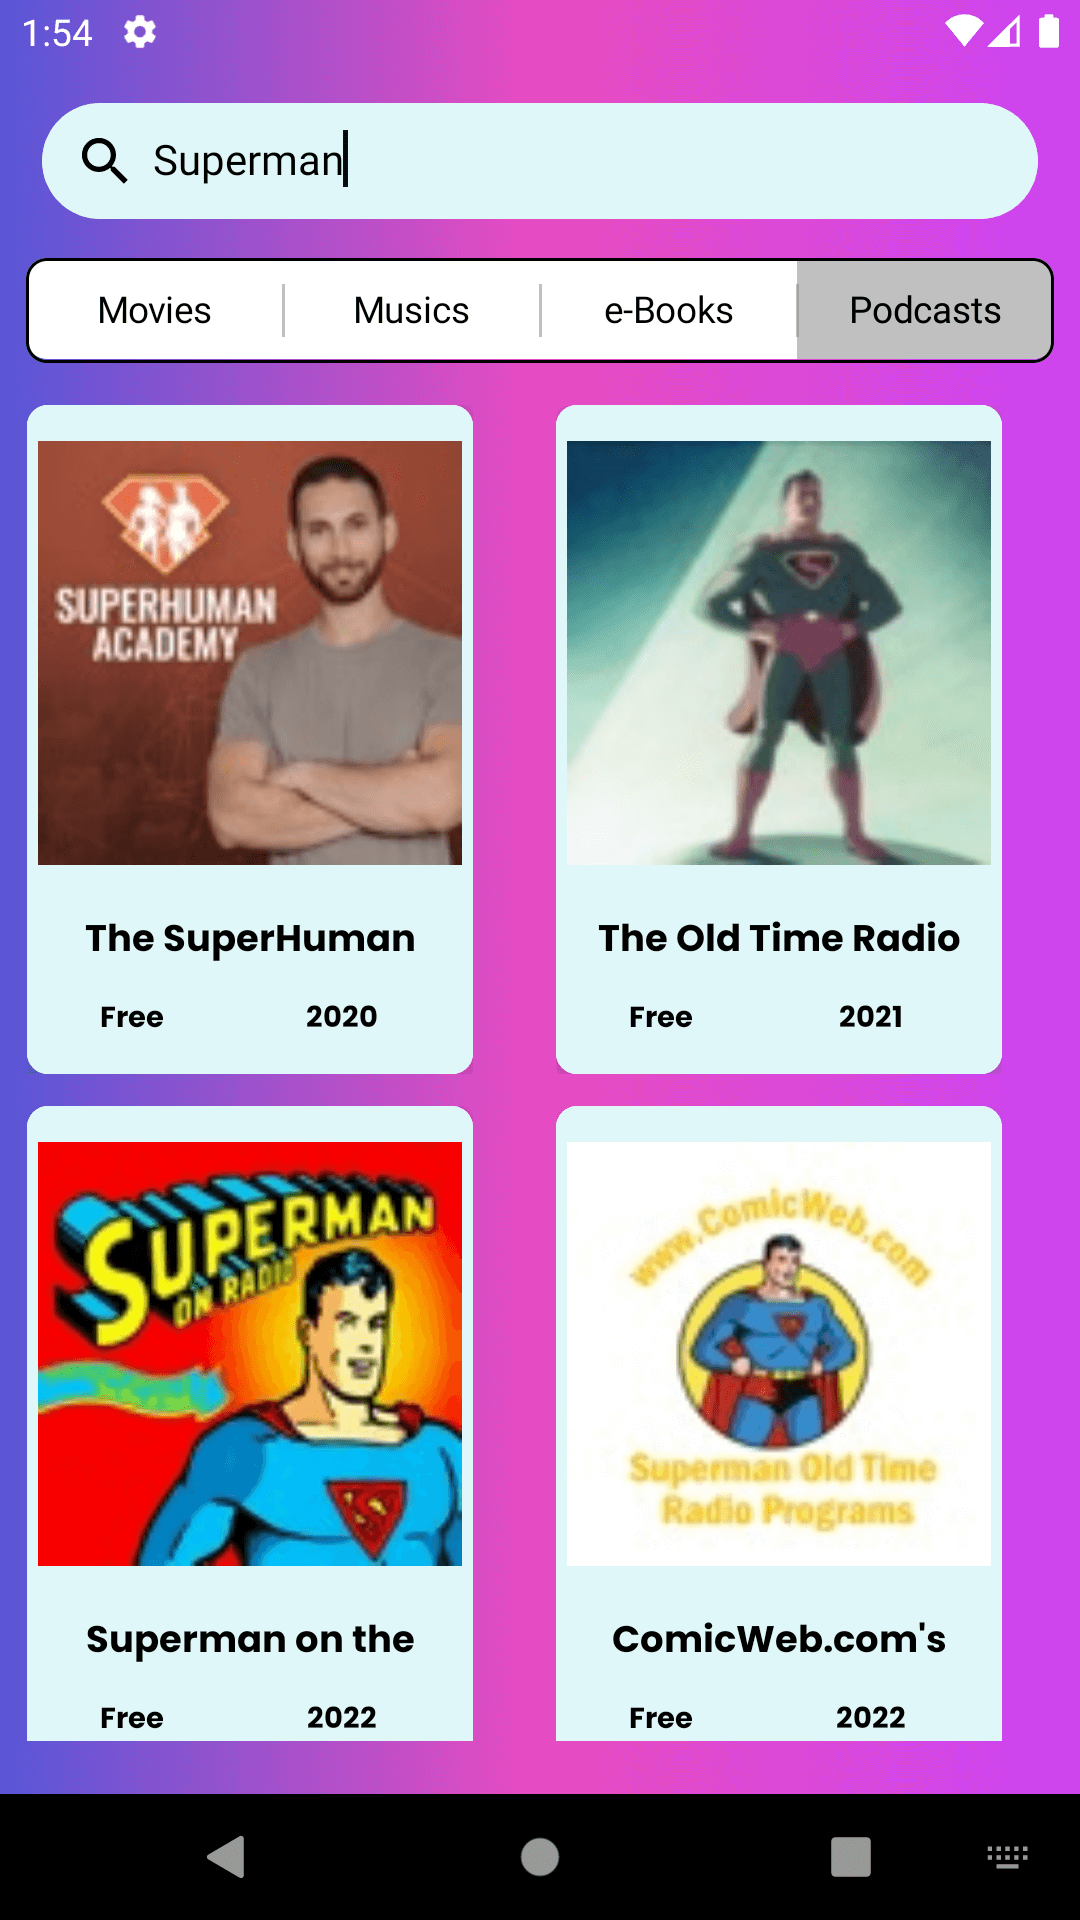 1:54
Superman
Movies Musics e-Books Podcasts
SUPERHUMAN
ACADEMY
The SuperHuman
Free 2020
The Old Time Radio
Free 2021
SUPERMAN
ON RADIO
Superman on the
Free 2022
www.ComicWeb.com
Superman Old Time
Radio Programs
ComicWeb.com's
Free 2022